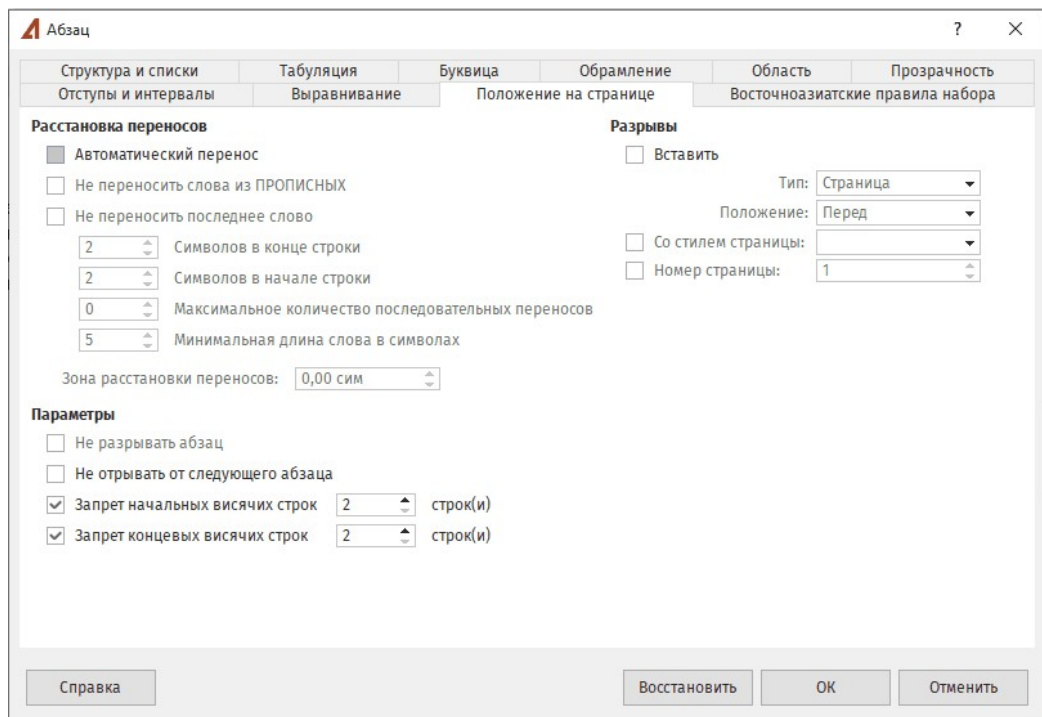 Абзац
?
Структура и списки Табуляция Буквица Обрамление Область Прозрачность
Отступы и интервалы Выравнивание Положение на странице Восточноазиатские правила набора
Расстановка переносов
Автоматический перенос
Не переносить слова из ПРОПИСНЫХ
Не переносить последнее слово
2 Символов в конце строки
2 Символов в начале строки
0 Максимальное количество последовательных переносов
5 Минимальная длина слова в символах
Зона расстановки переносов: 0,00 сим
Параметры
Не разрывать абзац
Не отрывать от следующего абзаца
Запрет начальных висячих строк 2 строк(и)
Запрет концевых висячих строк 2 строк(и)
Разрывы
Вставить
Тип: Страница
Положение: Перед
Со стилем страницы:
Номер страницы: 1
Справка Восстановить ОК Отменить